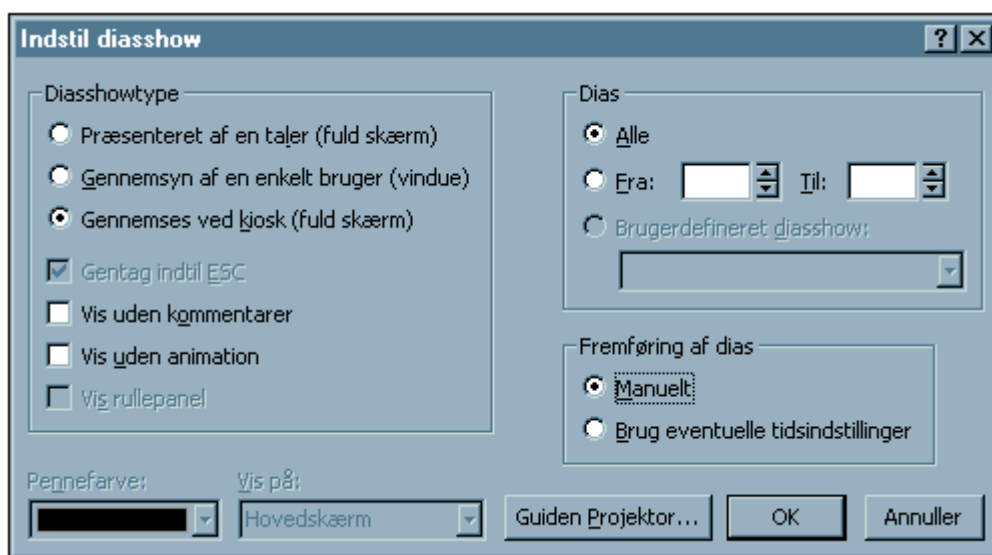 Indstil diasshow
Diasshowtype
Præsenteret af en taler (fuld skærm)
Gennemsyn af en enkelt bruger (vindue)
Gennemses ved kiosk (fuld skærm)
Gentag indtil ESC
Vis uden kommentarer
Vis uden animation
Vis rullepanel
Dias
Alle
Fra: Til:
Brugerdefineret diasshow:
Fremføring af dias
Manuelt
Brug eventuelle tidsindstillinger
Pennefarve: Vis på:
Hovedskærm
Guiden Projektor... OK Annuller